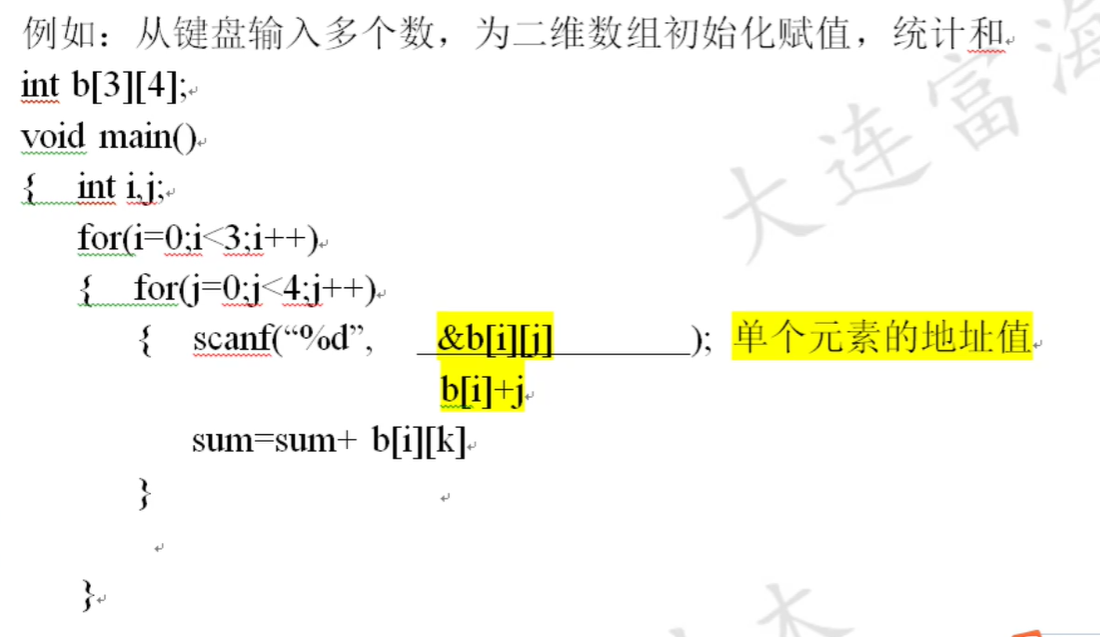 例如：从键盘输入多个数，为二维数组初始化赋值，统计和
int b[3][4];
void main()
{ int i,j;
for(i=0;i<3;i++)
{ for(j=0;j<4;j++)
{ scanf(“%d”, &b[i][j]); 单个元素的地址值
b[i]+j
sum=sum+ b[i][k]
}
}
大连富海
木